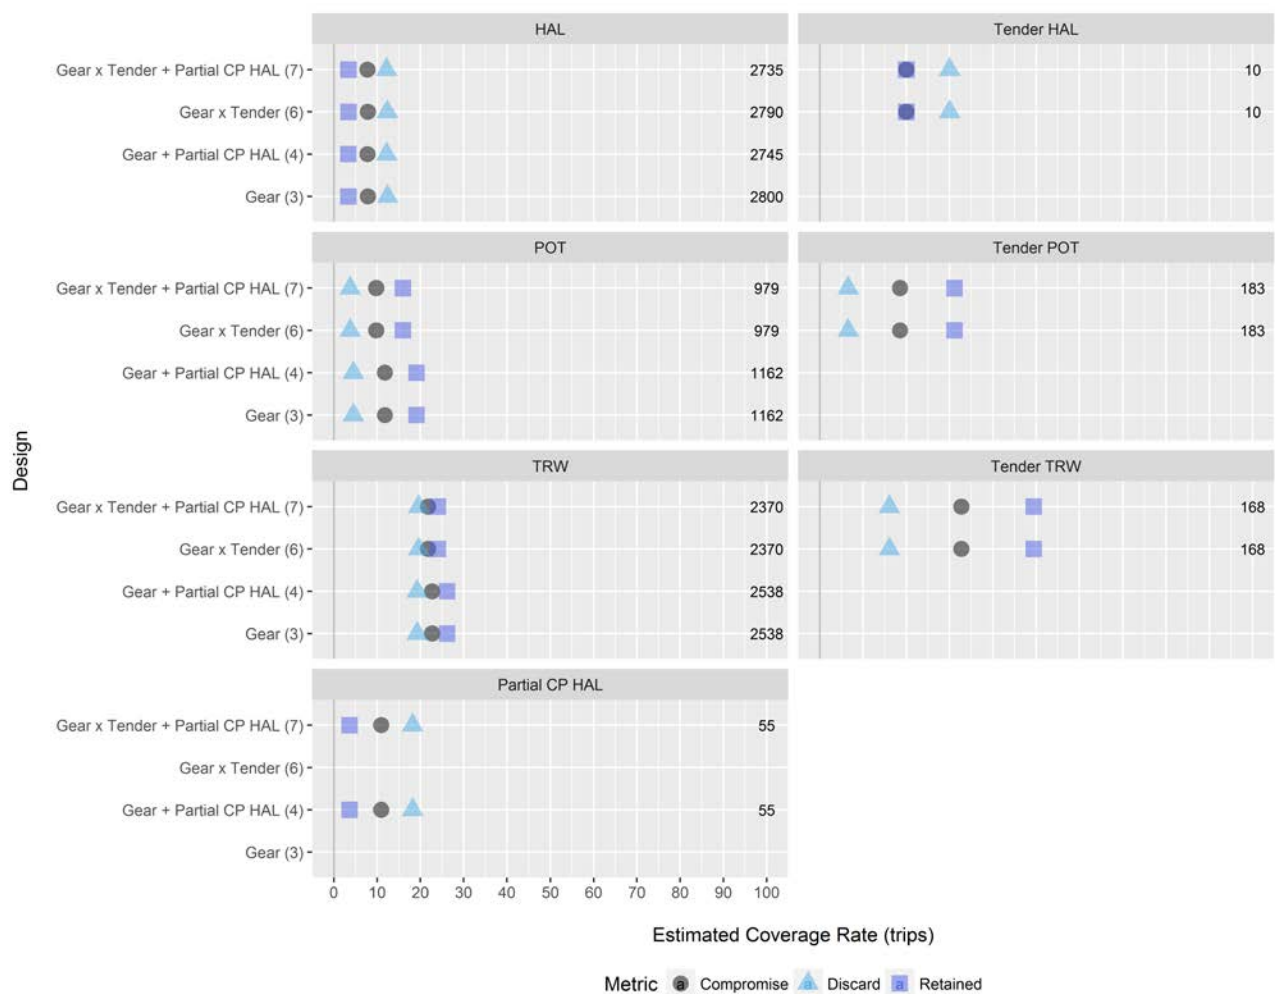 HAL
Tender HAL
Gear x Tender + Partial CP HAL (7)
2735
10
Gear x Tender (6)
2790
10
Gear + Partial CP HAL (4)
2745
Gear (3)
2800
POT
Tender POT
Gear x Tender + Partial CP HAL (7)
979
183
Gear x Tender (6)
979
183
Gear + Partial CP HAL (4)
1162
Gear (3)
1162
Design
TRW
Tender TRW
Gear x Tender + Partial CP HAL (7)
2370
168
Gear x Tender (6)
2370
168
Gear + Partial CP HAL (4)
2538
Gear (3)
2538
Partial CP HAL
Gear x Tender + Partial CP HAL (7)
55
Gear x Tender (6)
Gear + Partial CP HAL (4)
55
Gear (3)
0 10 20 30 40 50 60 70 80 90 100
Estimated Coverage Rate (trips)
Metric a Compromise a Discard a Retained